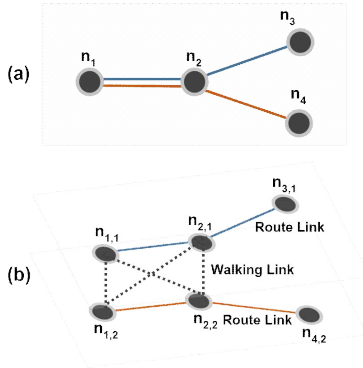 n3
n1
n2
(a)
n4
n3,1
n2,1
n1,1
Route Link
(b)
Walking Link
n1,2
n2,2
Route Link
n4,2